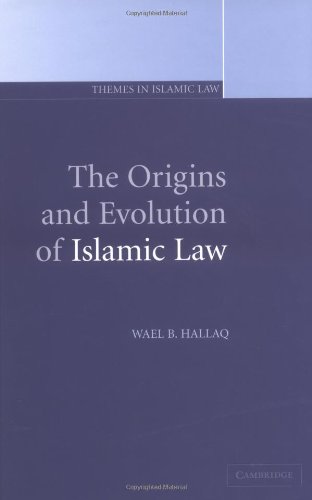 THEMES IN ISLAMIC LAW
The Origins
and Evolution
of Islamic Law
WAEL B. HALLAQ
CAMBRIDGE